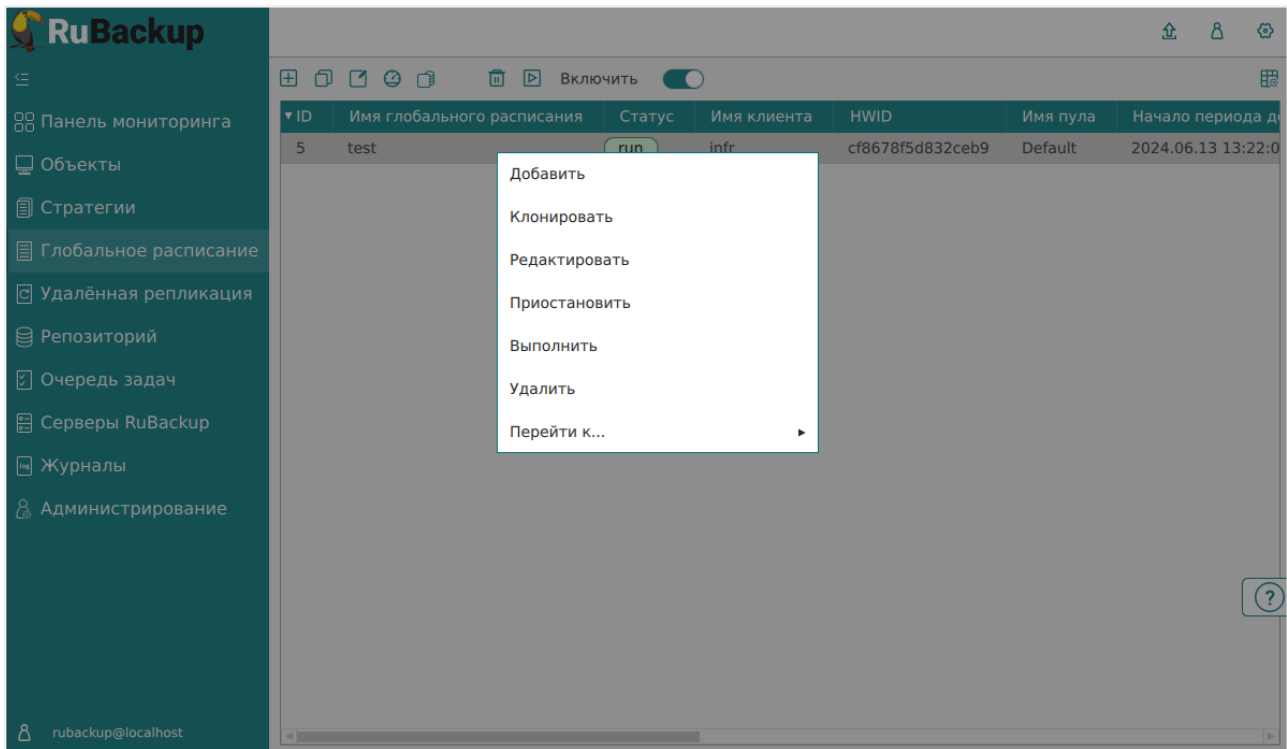 RuBackup
Включить
ID Имя глобального расписания Статус Имя клиента HWID Имя пула Начало периода д
5 test run infr cf8678f5d832ceb9 Default 2024.06.13 13:22:0
Панель мониторинга
Объекты
Стратегии
Глобальное расписание
Удалённая репликация
Репозиторий
Очередь задач
Серверы RuBackup
Журналы
Администрирование
rubackup@localhost
Добавить
Клонировать
Редактировать
Приостановить
Выполнить
Удалить
Перейти к...
?